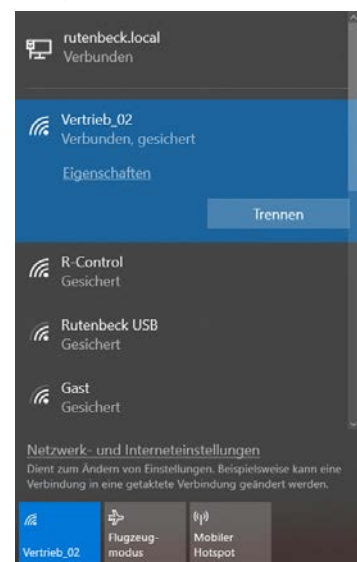 rutenbeck.local
Verbunden
Vertrieb_02
Verbunden, gesichert
Eigenschaften
Trennen
R-Control
Gesichert
Rutenbeck USB
Gesichert
Gast
Gesichert
Netzwerk- und Interneteinstellungen
Dient zum Ändern von Einstellungen. Beispielsweise kann eine
Verbindung in eine getaktete Verbindung geändert werden.
Vertrieb_02
Flugzeug-
modus
Mobiler
Hotspot